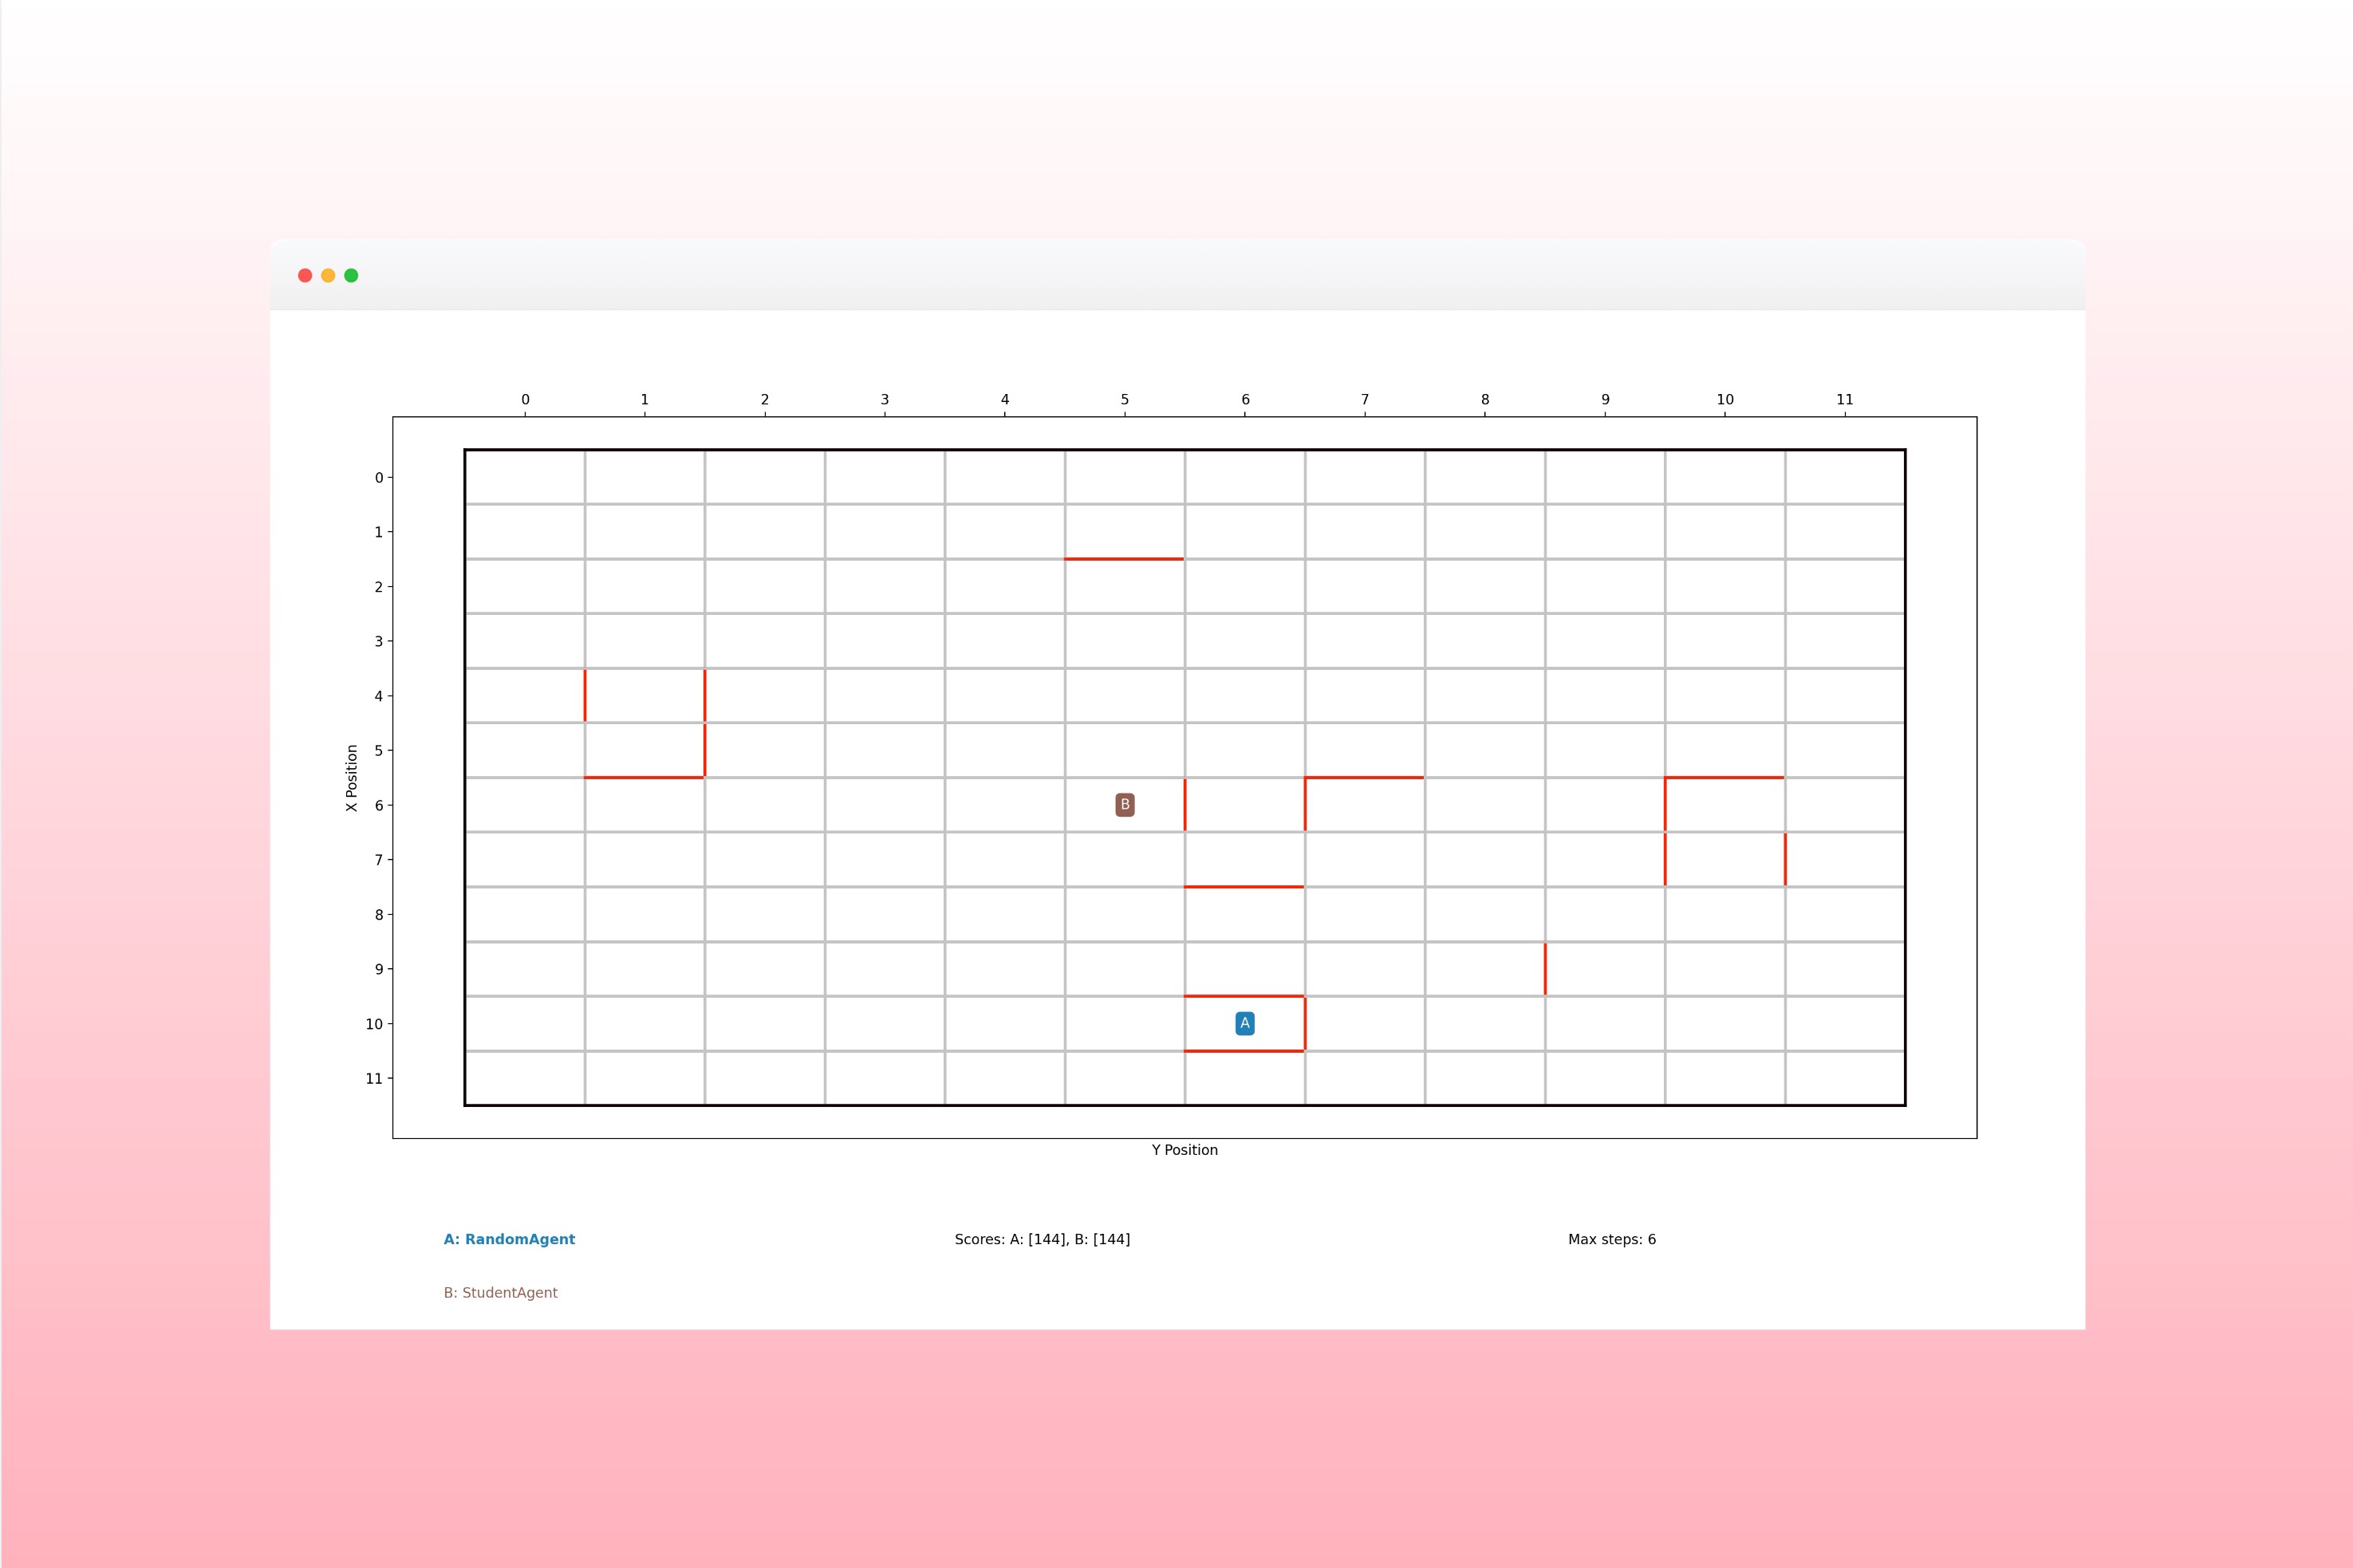 0 1 2 3 4 5 6 7 8 9 10 11
0
1
2
3
4
5
X Position
6
B
7
8
9
10
A
11
Y Position
A: RandomAgent
Scores: A: [144], B: [144]
Max steps: 6
B: StudentAgent